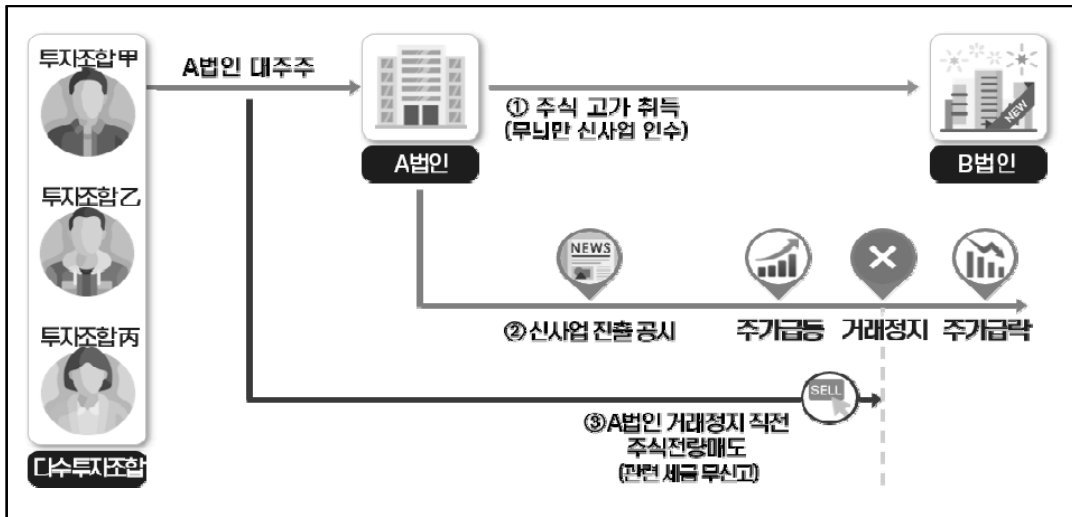 투자조합 甲
A법인 대주주
① 주식 고가 취득
(무늬만 신사업 인수)
A법인
B법인
NEW
투자조합 乙
NEWS
② 신사업 진출 공시
주가급등
거래정지
주가급락
투자조합 丙
SELL
③ A법인 거래정지 직전
주식전량매도
(관련 세금 무신고)
다수투자조합